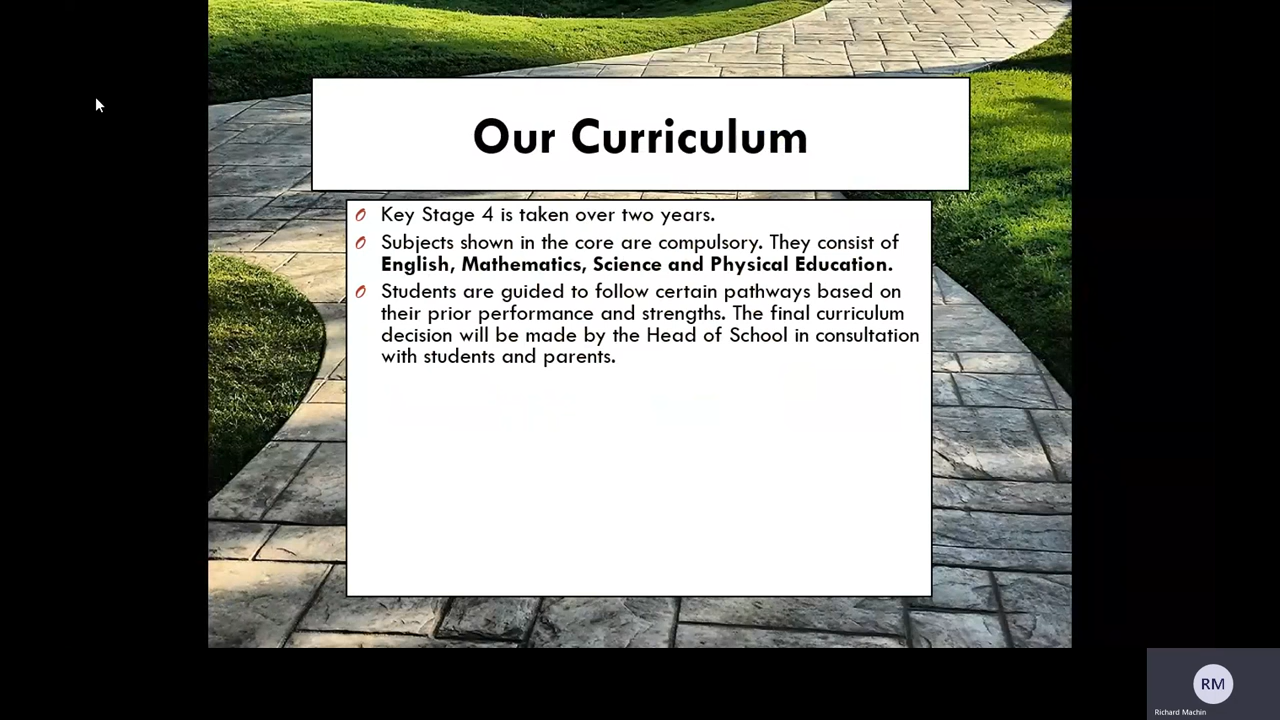 Our Curriculum
Key Stage 4 is taken over two years.
Subjects shown in the core are compulsory. They consist of
English, Mathematics, Science and Physical Education.
Students are guided to follow certain pathways based on
their prior performance and strengths. The final curriculum
decision will be made by the Head of School in consultation
with students and parents.
RM
Richard Machin